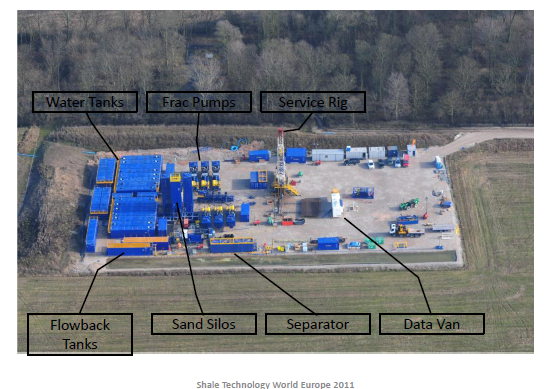 Water Tanks
Frac Pumps
Service Rig
Flowback
Tanks
Sand Silos
Separator
Data Van
Shale Technology World Europe 2011